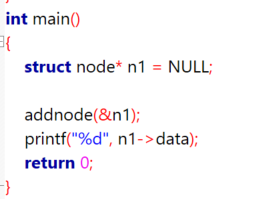 int main()
{
struct node* n1 = NULL;
addnode(&n1);
printf("%d", n1->data);
return 0;
}